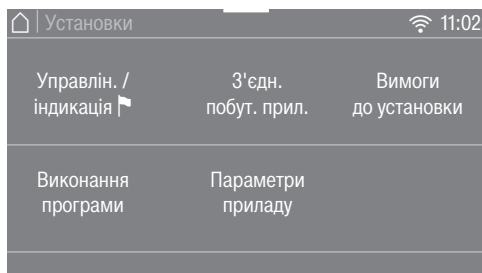 Установки 11:02
Управлін. / З'єдн. Вимоги
індикація побут. прил. до установки
Виконання Параметри
програми приладу